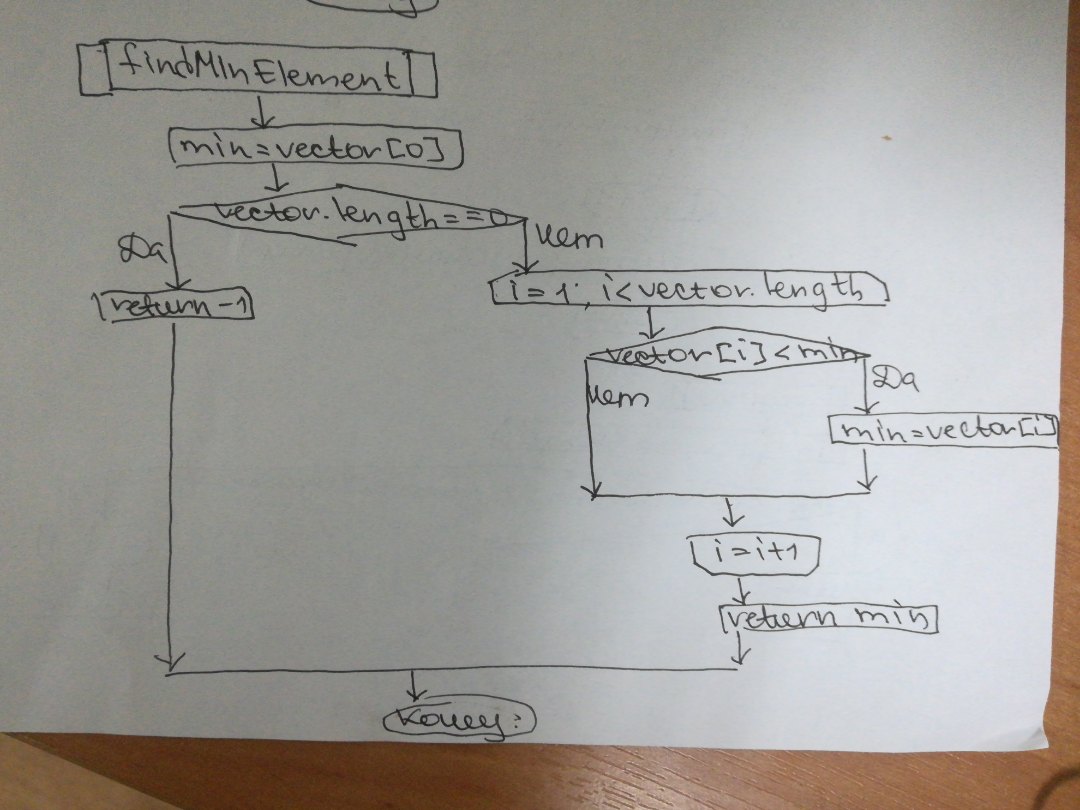 findMinElement
min=vector[0]
vector.length==0
Да
нет
return -1
i=1; i<vector.length
vector[i]<min
нет
Да
min=vector[i]
i=i+1
return min
Конец